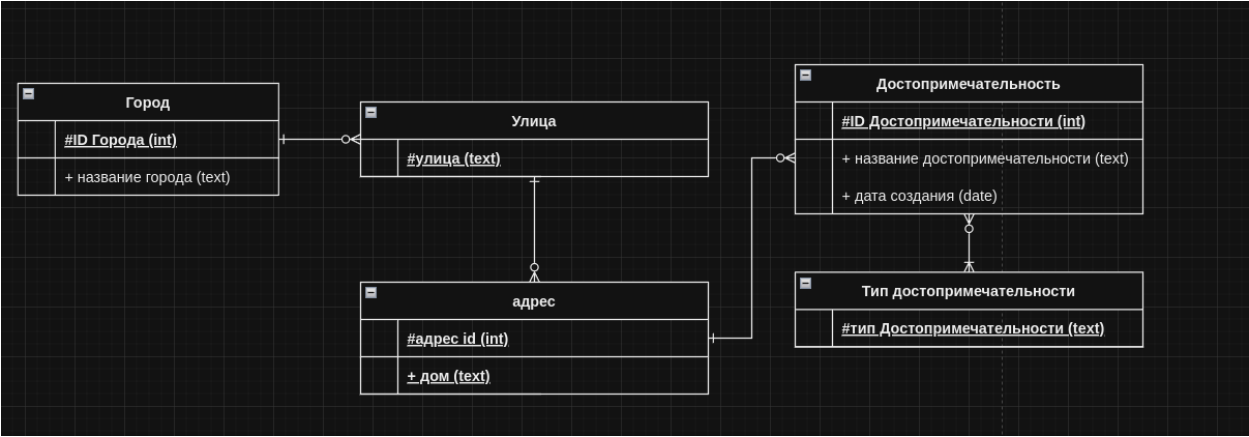 Город
#ID Города (int)
+ название города (text)
Улица
#улица (text)
адрес
#адрес id (int)
+ дом (text)
Достопримечательность
#ID Достопримечательности (int)
+ название достопримечательности (text)
+ дата создания (date)
Тип достопримечательности
#тип Достопримечательности (text)